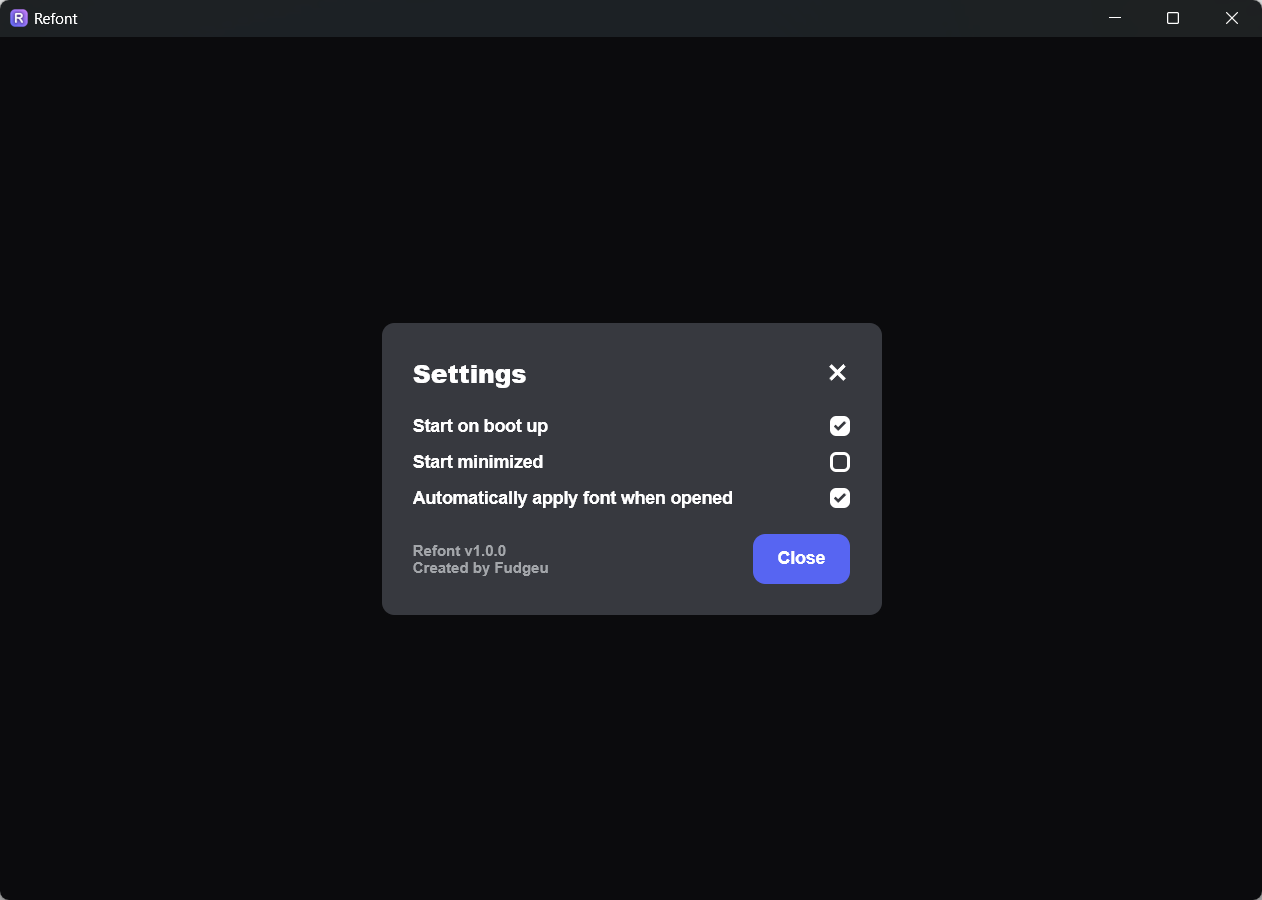 R Refont
Settings
Start on boot up
Start minimized
Automatically apply font when opened
Refont v1.0.0
Created by Fudgeu
Close